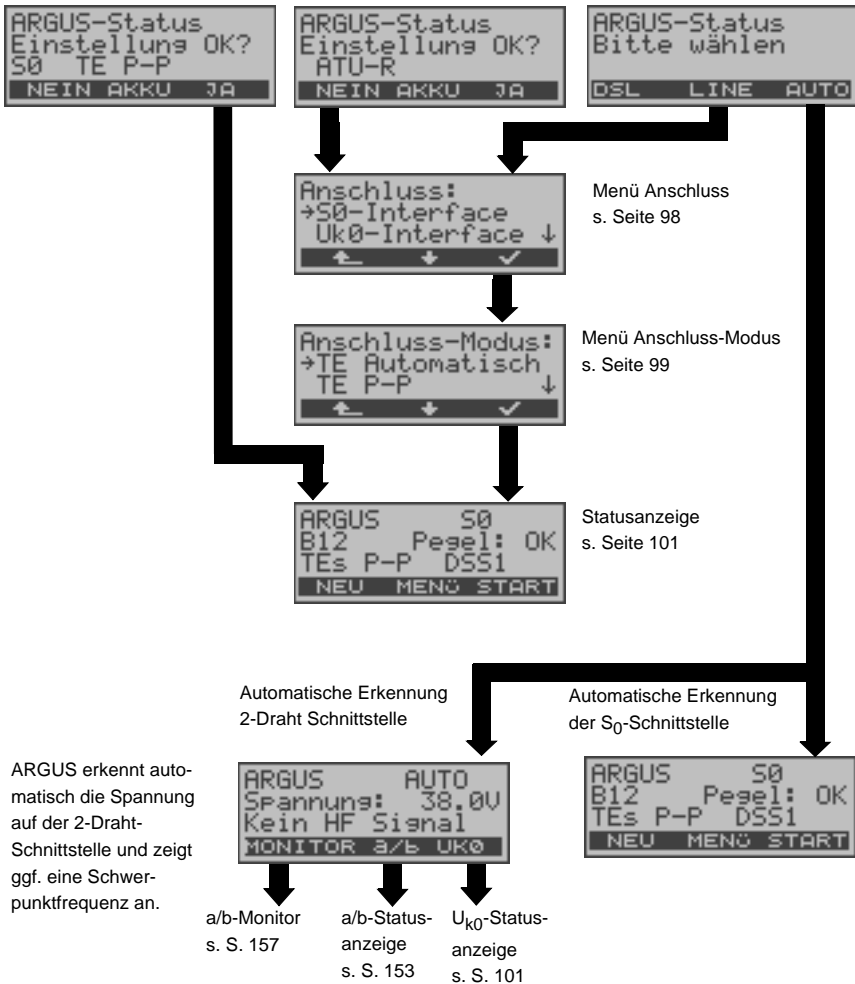 ARGUS-Status
Einstellung OK?
S0 TE P-P
NEIN AKKU JA
ARGUS-Status
Einstellung OK?
ATU-R
NEIN AKKU JA
ARGUS-Status
Bitte wählen
DSL LINE AUTO
Anschluss:
→S0-Interface
Uk0-Interface ↓
Menü Anschluss
s. Seite 98
Anschluss-Modus:
→TE Automatisch
TE P-P ↓
Menü Anschluss-Modus
s. Seite 99
ARGUS S0
B12 Pegel: OK
TEs P-P DSS1
NEU MENÜ START
Statusanzeige
s. Seite 101
Automatische Erkennung
2-Draht Schnittstelle
Automatische Erkennung
der S0-Schnittstelle
ARGUS erkennt auto-
matisch die Spannung
auf der 2-Draht-
Schnittstelle und zeigt
ggf. eine Schwer-
punktfrequenz an.
ARGUS AUTO
Spannung: 38.0V
Kein HF Signal
MONITOR a/b UK0
ARGUS S0
B12 Pegel: OK
TEs P-P DSS1
NEU MENÜ START
a/b-Monitor
s. S. 157
a/b-Status-
anzeige
s. S. 153
Uk0-Status-
anzeige
s. S. 101